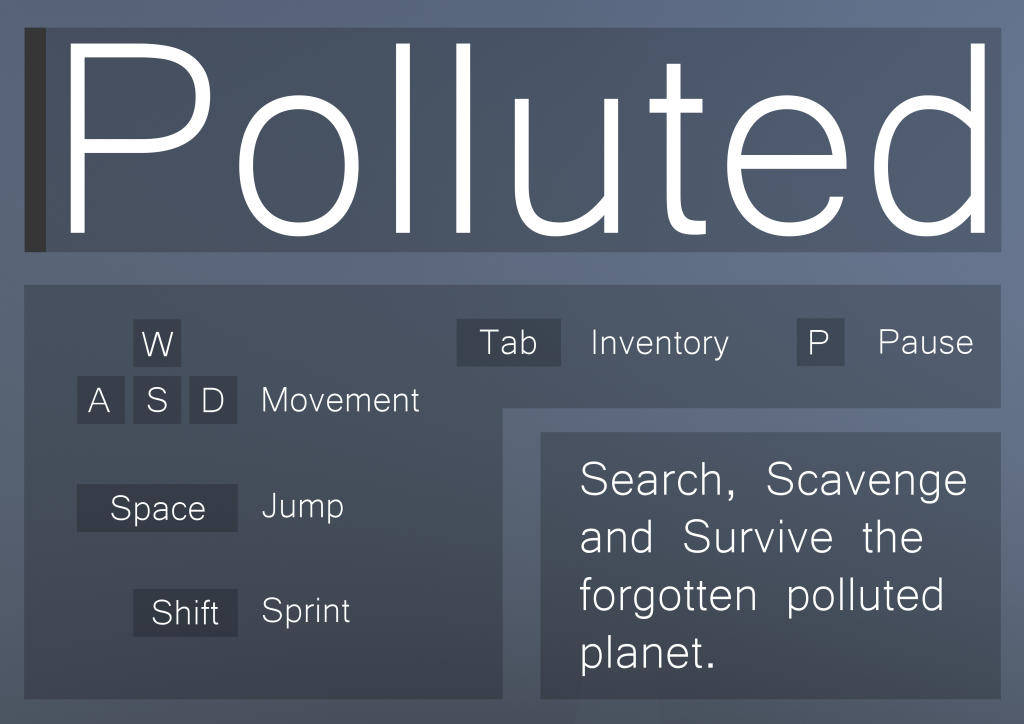 Polluted
W
A S D Movement
Space Jump
Shift Sprint
Tab Inventory P Pause
Search, Scavenge
and Survive the
forgotten polluted
planet.